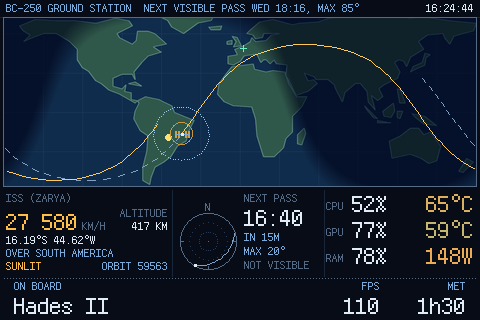 BC-250 GROUND STATION NEXT VISIBLE PASS WED 18:16, MAX 85° 16:24:44
ISS (ZARYA)
27 580 KM/H
ALTITUDE
417 KM
16.19°S 44.62°W
OVER SOUTH AMERICA
SUNLIT ORBIT 59563
N
NEXT PASS
16:40
IN 15M
MAX 20°
NOT VISIBLE
CPU 52% 65°C
GPU 77% 59°C
RAM 78% 148W
ON BOARD
Hades II
FPS
110
MET
1h30